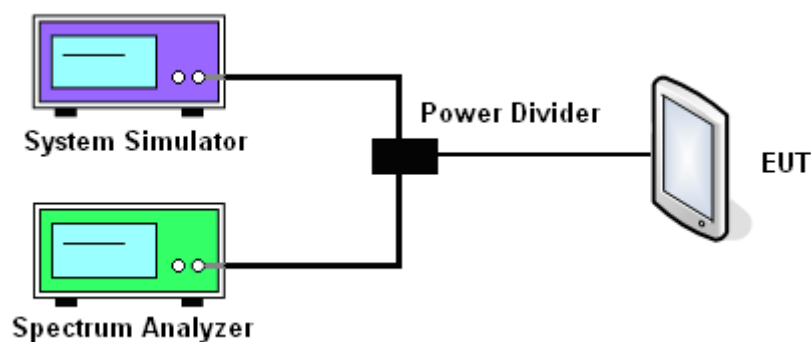 System Simulator
Power Divider
EUT
Spectrum Analyzer